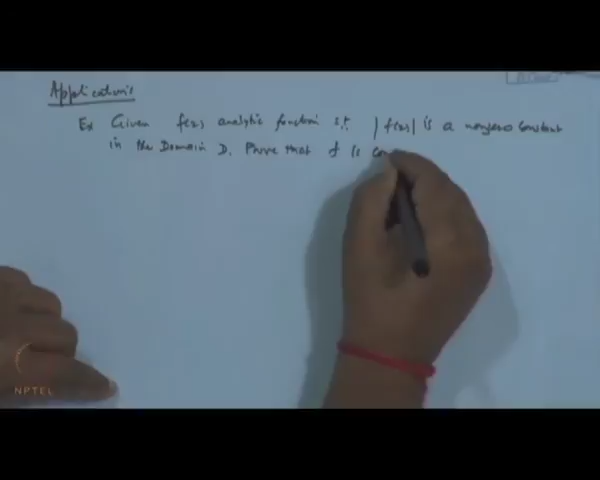 Applications
Ex Given f(z) analytic function s.t. |f(z)| is a nonzero constant
in the Domain D. Prove that f is con
NPTEL